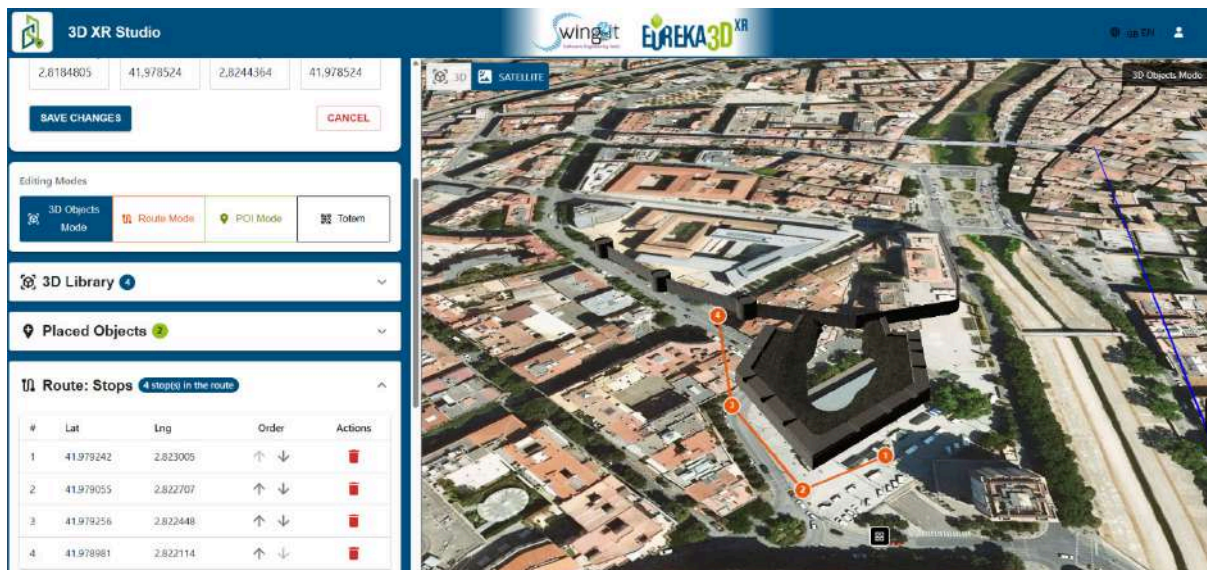 3D XR Studio
swing:it
EUREKA3D XR
EN
2.8184805 41.978524 2.8244364 41.978524
SAVE CHANGES CANCEL
Editing Modes
3D Objects Mode
Route Mode
POI Mode
Totem
3D Library 4
Placed Objects 2
Route: Stops 4 stop(s) in the route
# Lat Lng Order Actions
1 41.979242 2.823005
2 41.979055 2.822707
3 41.979256 2.822448
4 41.978981 2.822114
3D SATELLITE
3D Objects Mode
4
3
1
2